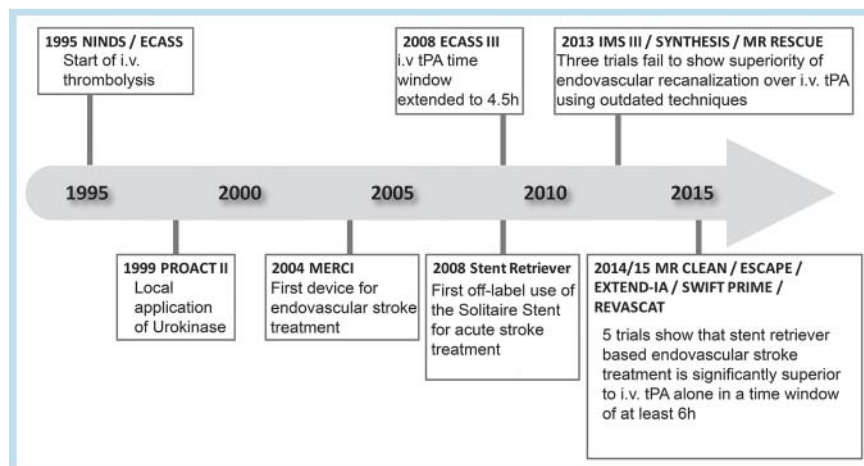 1995 NINDS / ECASS
Start of i.v.
thrombolysis
2008 ECASS III
i.v tPA time
window
extended to 4.5h
2013 IMS III / SYNTHESIS / MR RESCUE
Three trials fail to show superiority of
endovascular recanalization over i.v. tPA
using outdated techniques
1995
2000
2005
2010
2015
1999 PROACT II
Local
application
of Urokinase
2004 MERCI
First device for
endovascular stroke
treatment
2008 Stent Retriever
First off-label use of
the Solitaire Stent
for acute stroke
treatment
2014/15 MR CLEAN / ESCAPE /
EXTEND-IA / SWIFT PRIME /
REVASCAT
5 trials show that stent retriever
based endovascular stroke
treatment is significantly superior
to i.v. tPA alone in a time window
of at least 6h